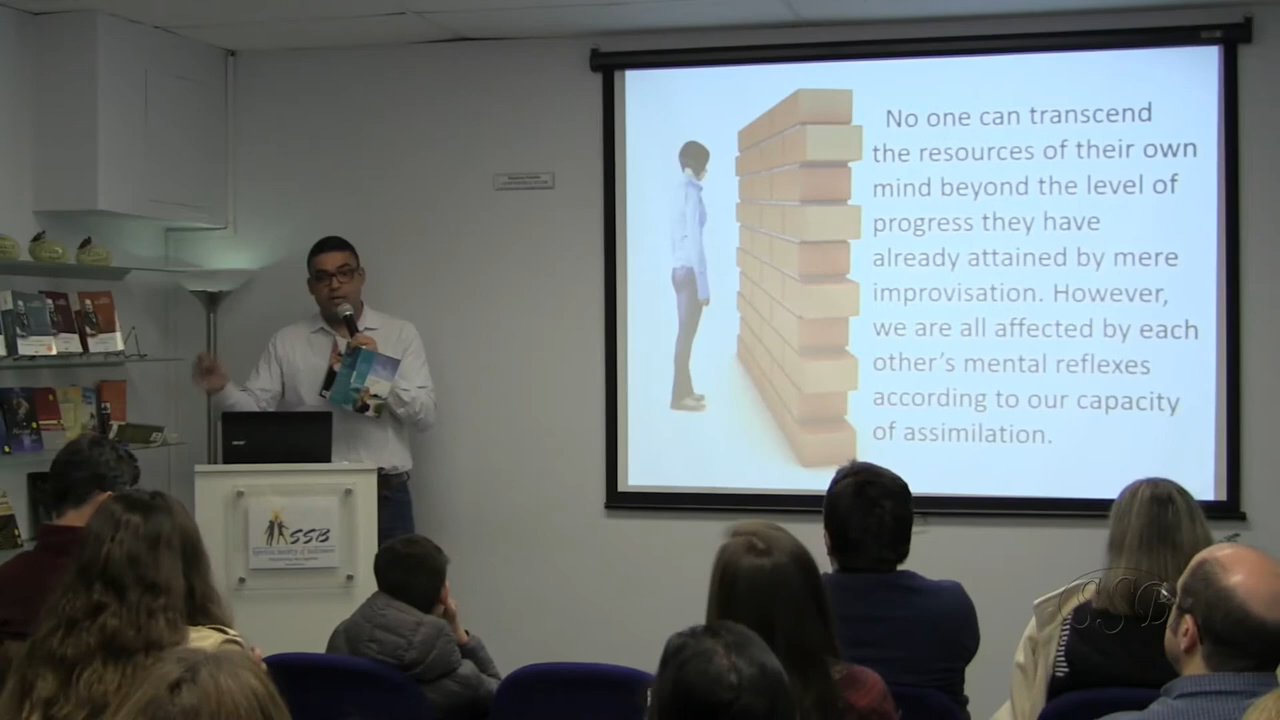 No one can transcend
the resources of their own
mind beyond the level of
progress they have
already attained by mere
improvisation. However,
we are all affected by each
other's mental reflexes
according to our capacity
of assimilation.
SSB
SSB